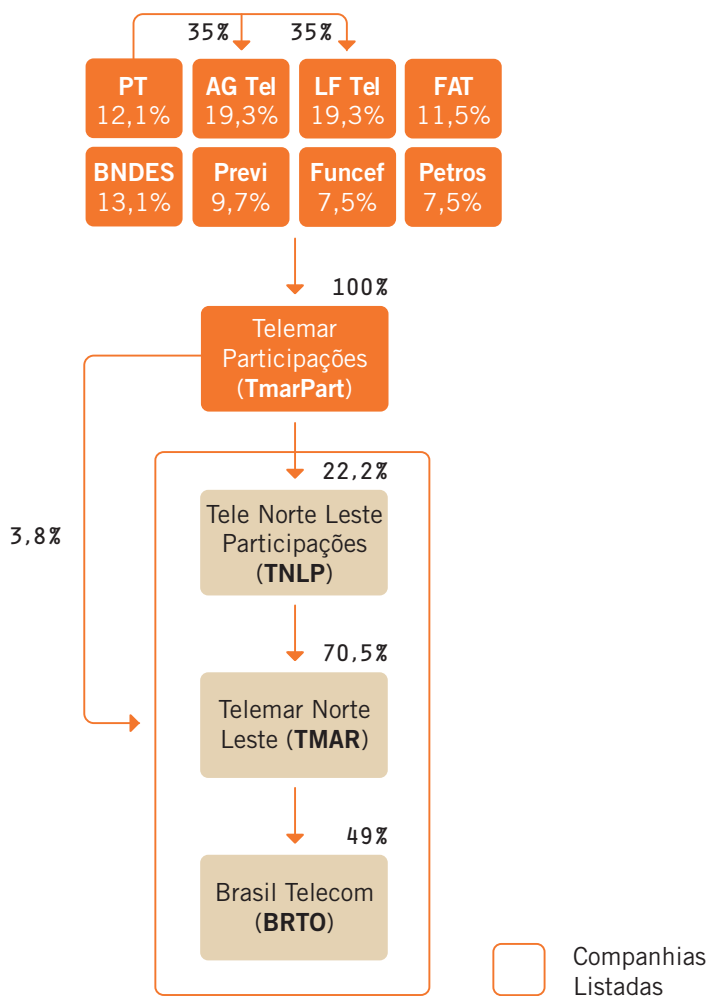 35% 35%
PT AG Tel LF Tel FAT
12,1% 19,3% 19,3% 11,5%
BNDES Previ Funcef Petros
13,1% 9,7% 7,5% 7,5%
100%
Telemar
Participações
(TmarPart)
22,2%
3,8%
Tele Norte Leste
Participações
(TNLP)
70,5%
Telemar Norte
Leste (TMAR)
49%
Brasil Telecom
(BRTO)
Companhias
Listadas